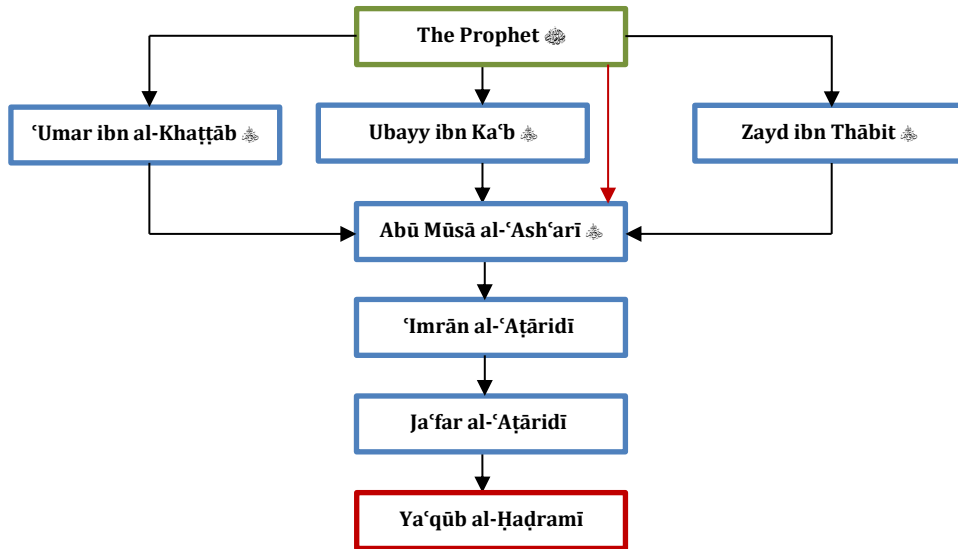 The Prophet ﷺ
ʿUmar ibn al-Khaṭṭāb
Ubayy ibn Kaʿb
Zayd ibn Thābit
Abū Mūsā al-ʿAshʿarī
ʿImrān al-ʿAṭāridī
Jaʿfar al-ʿAṭāridī
Yaʿqūb al-Ḥaḍramī